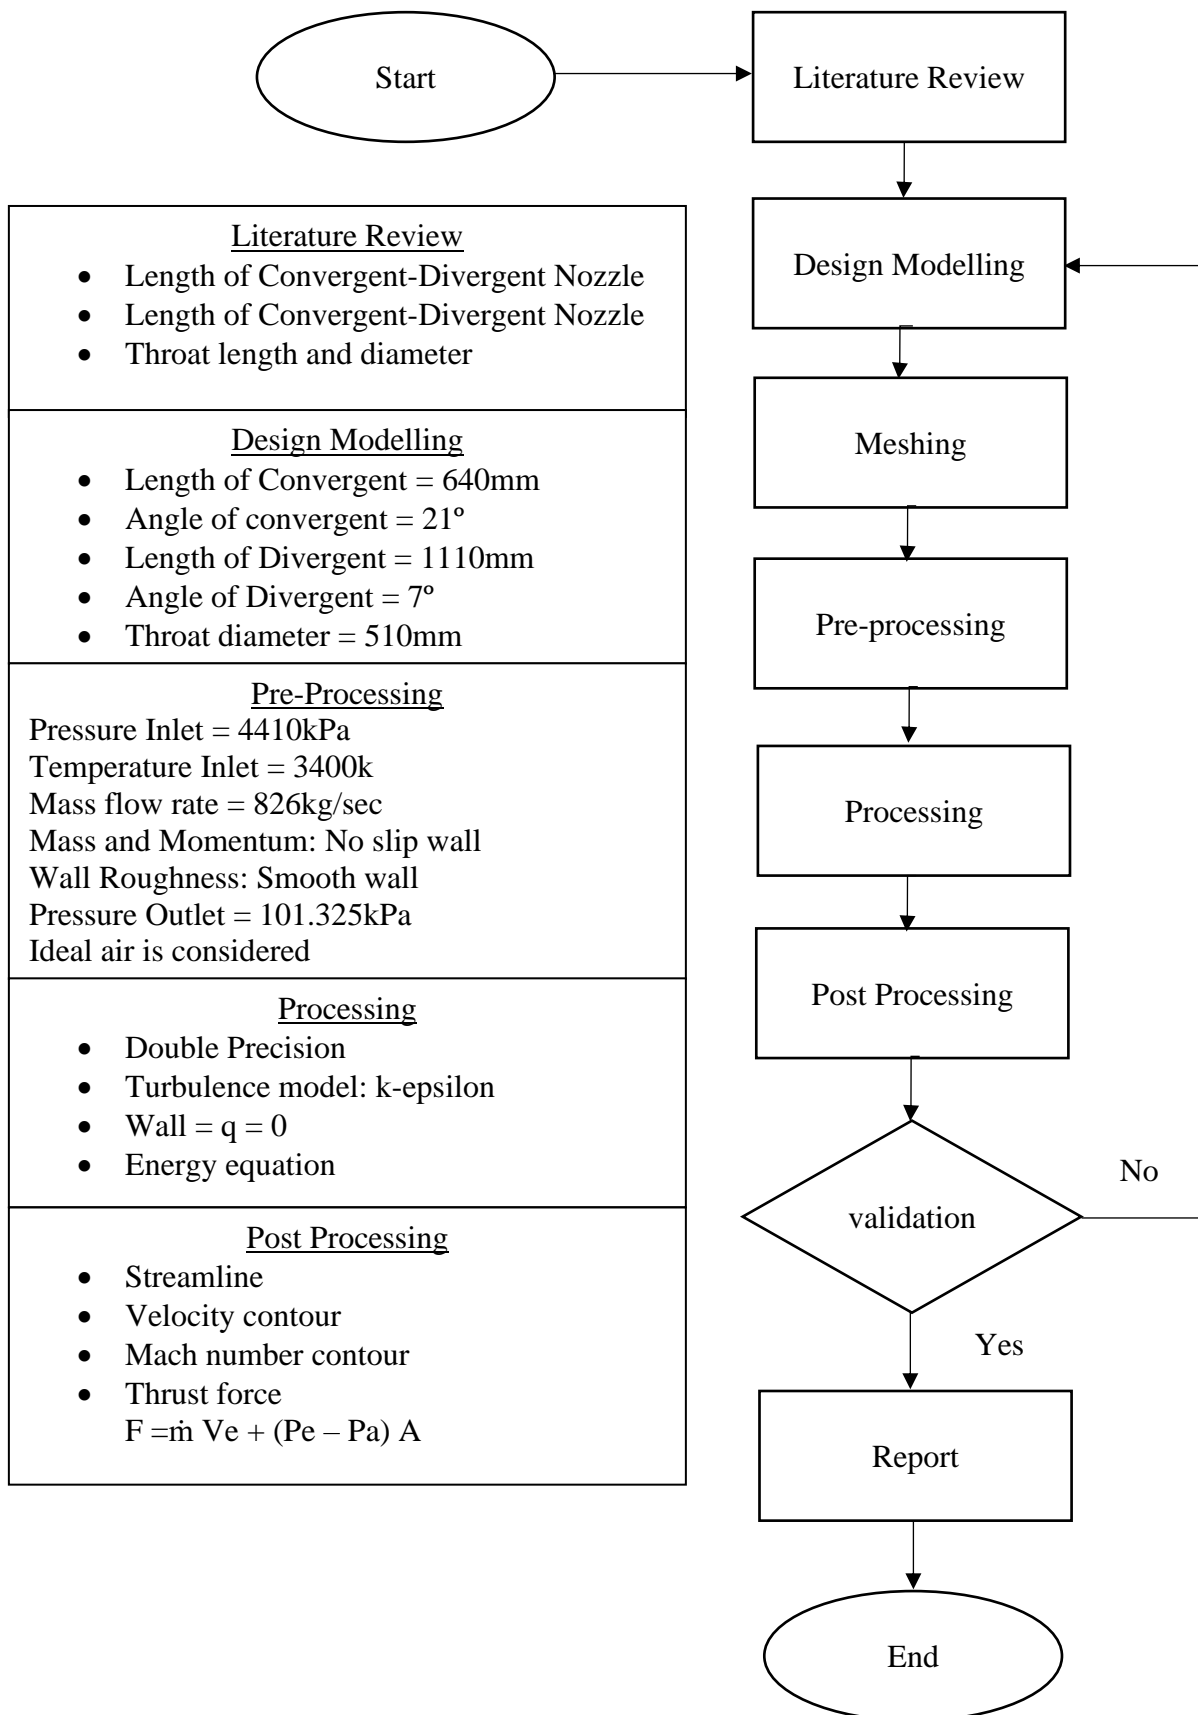 Start
Literature Review
Design Modelling
Meshing
Pre-processing
Processing
Post Processing
validation
No
Yes
Report
End
Literature Review
• Length of Convergent-Divergent Nozzle
• Length of Convergent-Divergent Nozzle
• Throat length and diameter
Design Modelling
• Length of Convergent = 640mm
• Angle of convergent = 21º
• Length of Divergent = 1110mm
• Angle of Divergent = 7º
• Throat diameter = 510mm
Pre-Processing
Pressure Inlet = 4410kPa
Temperature Inlet = 3400k
Mass flow rate = 826kg/sec
Mass and Momentum: No slip wall
Wall Roughness: Smooth wall
Pressure Outlet = 101.325kPa
Ideal air is considered
Processing
• Double Precision
• Turbulence model: k-epsilon
• Wall = q = 0
• Energy equation
Post Processing
• Streamline
• Velocity contour
• Mach number contour
• Thrust force
F =ṁ Ve + (Pe – Pa) A